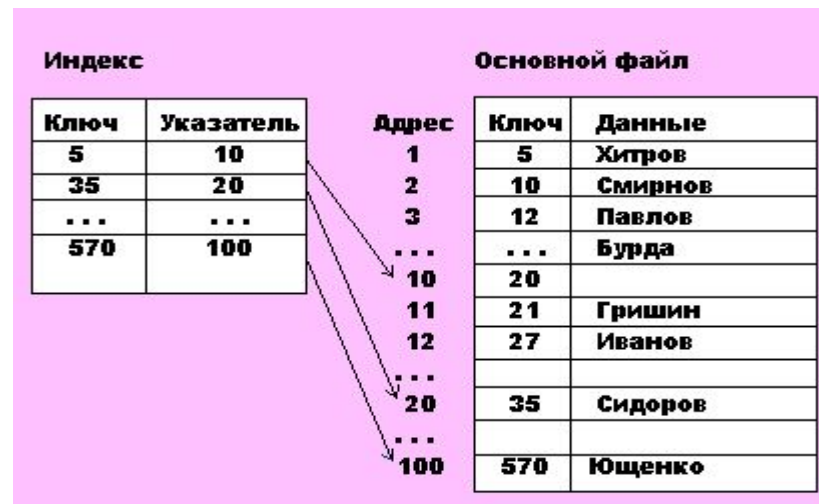 Индекс
Основной файл
Ключ Указатель
5 10
35 20
... ...
570 100
Адрес Ключ Данные
1 5 Хитров
2 10 Смирнов
3 12 Павлов
... ... Бурда
10 20
11 21 Гришин
12 27 Иванов
...
20 35 Сидоров
...
100 570 Ющенко